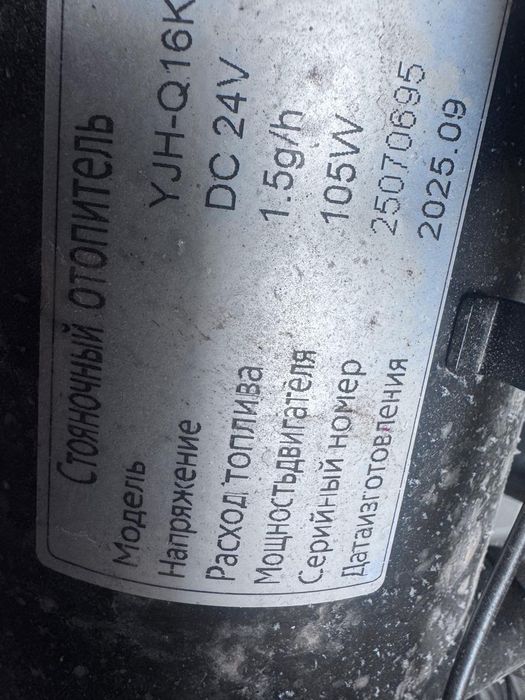 Стояночный отопитель
Модель YJH-Q16K
Напряжение DC 24V
Расход топлива 1.5g/h
Мощностьдвигателя 105W
Серийный номер 25070695
Датаизготовления 2025.09